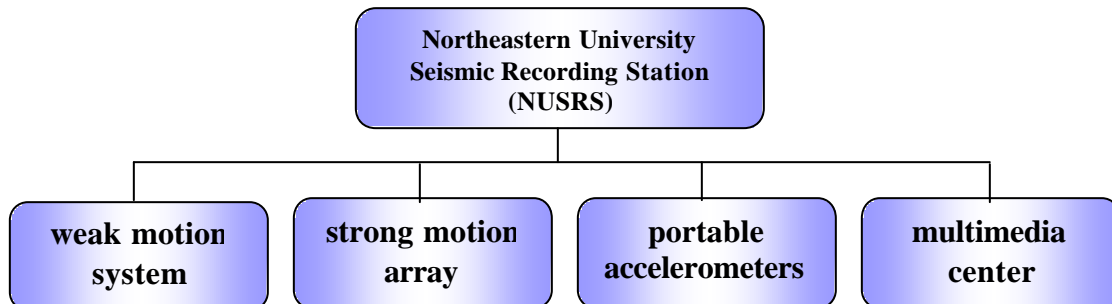 Northeastern University
Seismic Recording Station
(NUSRS)
weak motion
system
strong motion
array
portable
accelerometers
multimedia
center